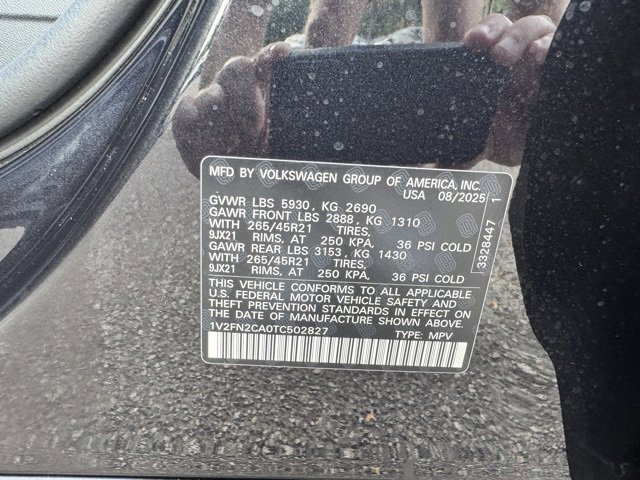 MFD BY VOLKSWAGEN GROUP OF AMERICA, INC.
USA 08/2025
GVWR LBS 5930, KG 2690
GAWR FRONT LBS 2888, KG 1310
WITH 265/45R21 TIRES,
9JX21 RIMS, AT 250 KPA, 36 PSI COLD
GAWR REAR LBS 3153, KG 1430
WITH 265/45R21 TIRES,
9JX21 RIMS, AT 250 KPA, 36 PSI COLD
THIS VEHICLE CONFORMS TO ALL APPLICABLE
U.S. FEDERAL MOTOR VEHICLE SAFETY AND
THEFT PREVENTION STANDARDS IN EFFECT ON
THE DATE OF MANUFACTURE SHOWN ABOVE.
1V2FN2CA0TC502827 TYPE: MPV
3328447 1